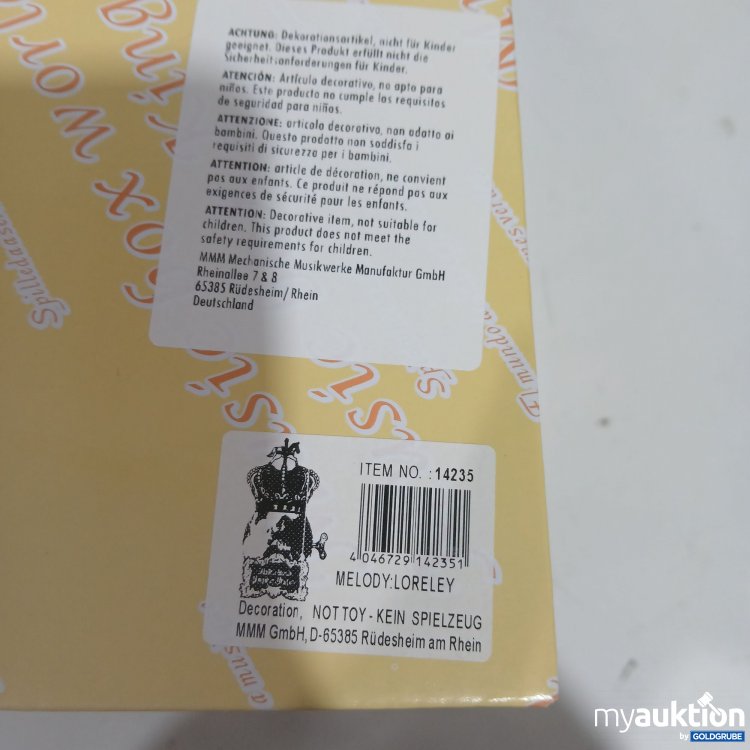 ACHTUNG: Dekorationsartikel, nicht für Kinder
geeignet. Dieses Produkt erfüllt nicht die
Sicherheitsanforderungen für Kinder.
ATENCIÓN: Artículo decorativo, no apto para
niños. Este producto no cumple los requisitos
de seguridad para niños.
ATTENZIONE: articolo decorativo, non adatto ai
bambini. Questo prodotto non soddisfa i
requisiti di sicurezza per i bambini.
ATTENTION: article de décoration, ne convient
pas aux enfants. Ce produit ne répond pas aux
exigences de sécurité pour les enfants.
ATTENTION: Decorative item, not suitable for
children. This product does not meet the
safety requirements for children.
MMM Mechanische Musikwerke Manufaktur GmbH
Rheinallee 7 & 8
65385 Rüdesheim/ Rhein
Deutschland
ITEM NO. :14235
4 046729 142351
MELODY:LORELEY
Decoration, NOT TOY - KEIN SPIELZEUG
MMM GmbH, D-65385 Rüdesheim am Rhein
myauktion
by GOLDGRUBE